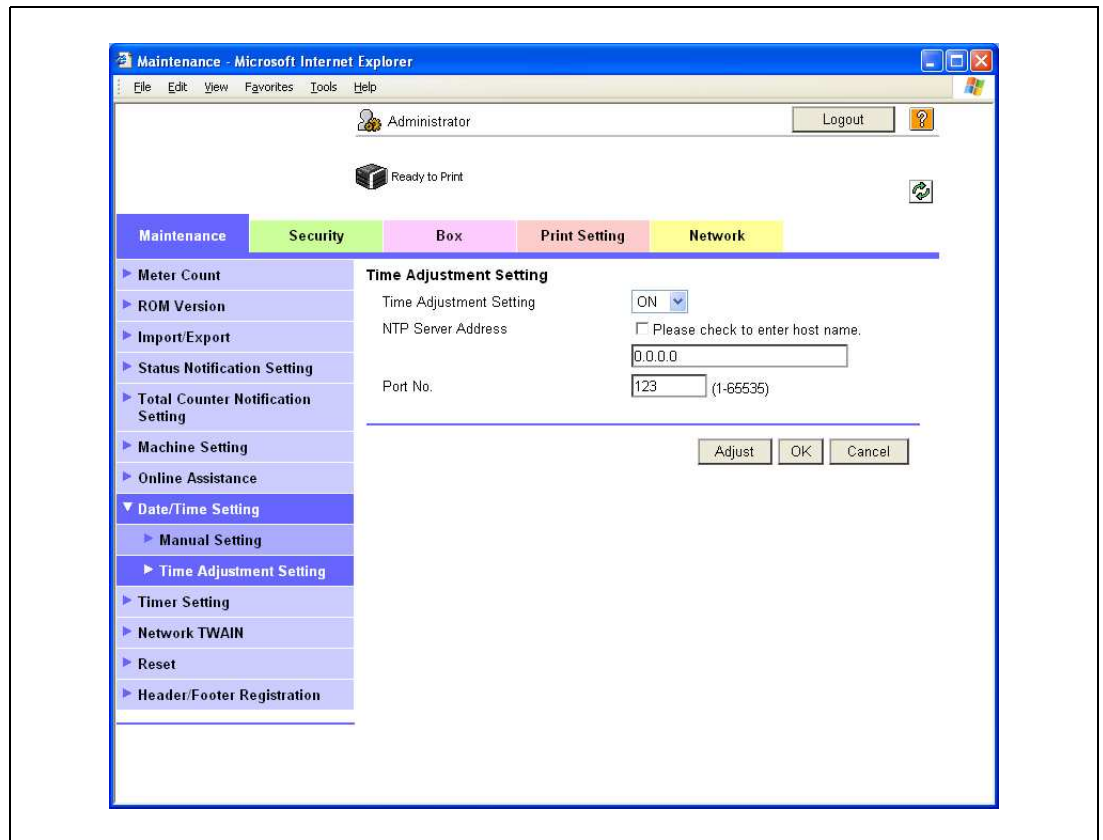 Maintenance - Microsoft Internet Explorer
File Edit View Favorites Tools Help
Administrator
Logout
?
Ready to Print
Maintenance Security Box Print Setting Network
Meter Count
ROM Version
Import/Export
Status Notification Setting
Total Counter Notification
Setting
Machine Setting
Online Assistance
Date/Time Setting
Manual Setting
Time Adjustment Setting
Timer Setting
Network TWAIN
Reset
Header/Footer Registration
Time Adjustment Setting
Time Adjustment Setting ON
NTP Server Address Please check to enter host name.
0.0.0.0
Port No. 123 (1-65535)
Adjust OK Cancel